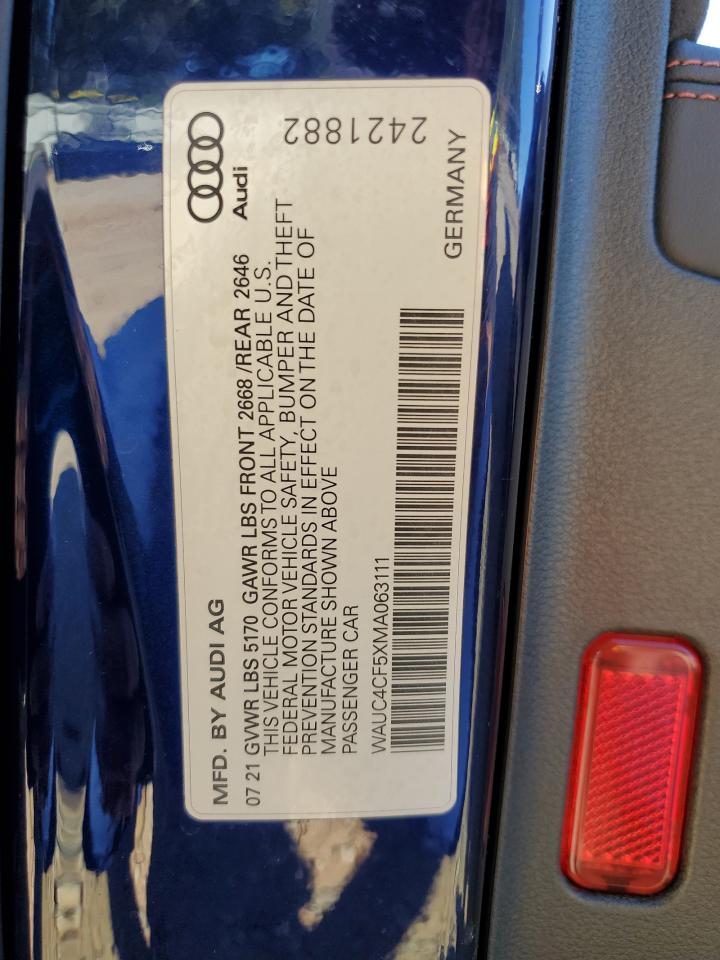 MFD. BY AUDI AG
Audi
07 21 GVWR LBS 5170 GAWR LBS FRONT 2668 /REAR 2646
THIS VEHICLE CONFORMS TO ALL APPLICABLE U.S.
FEDERAL MOTOR VEHICLE SAFETY, BUMPER AND THEFT
PREVENTION STANDARDS IN EFFECT ON THE DATE OF
MANUFACTURE SHOWN ABOVE
PASSENGER CAR
WAUC4CF5XMA063111
GERMANY
2421882